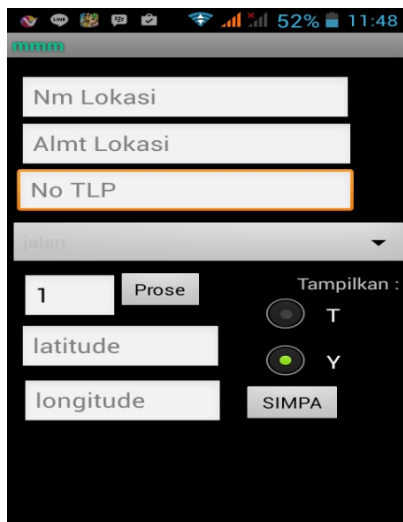 52% 11:48
mmm
Nm Lokasi
Almt Lokasi
No TLP
jalan
1 Prose Tampilkan :
T
latitude
Y
longitude SIMPA